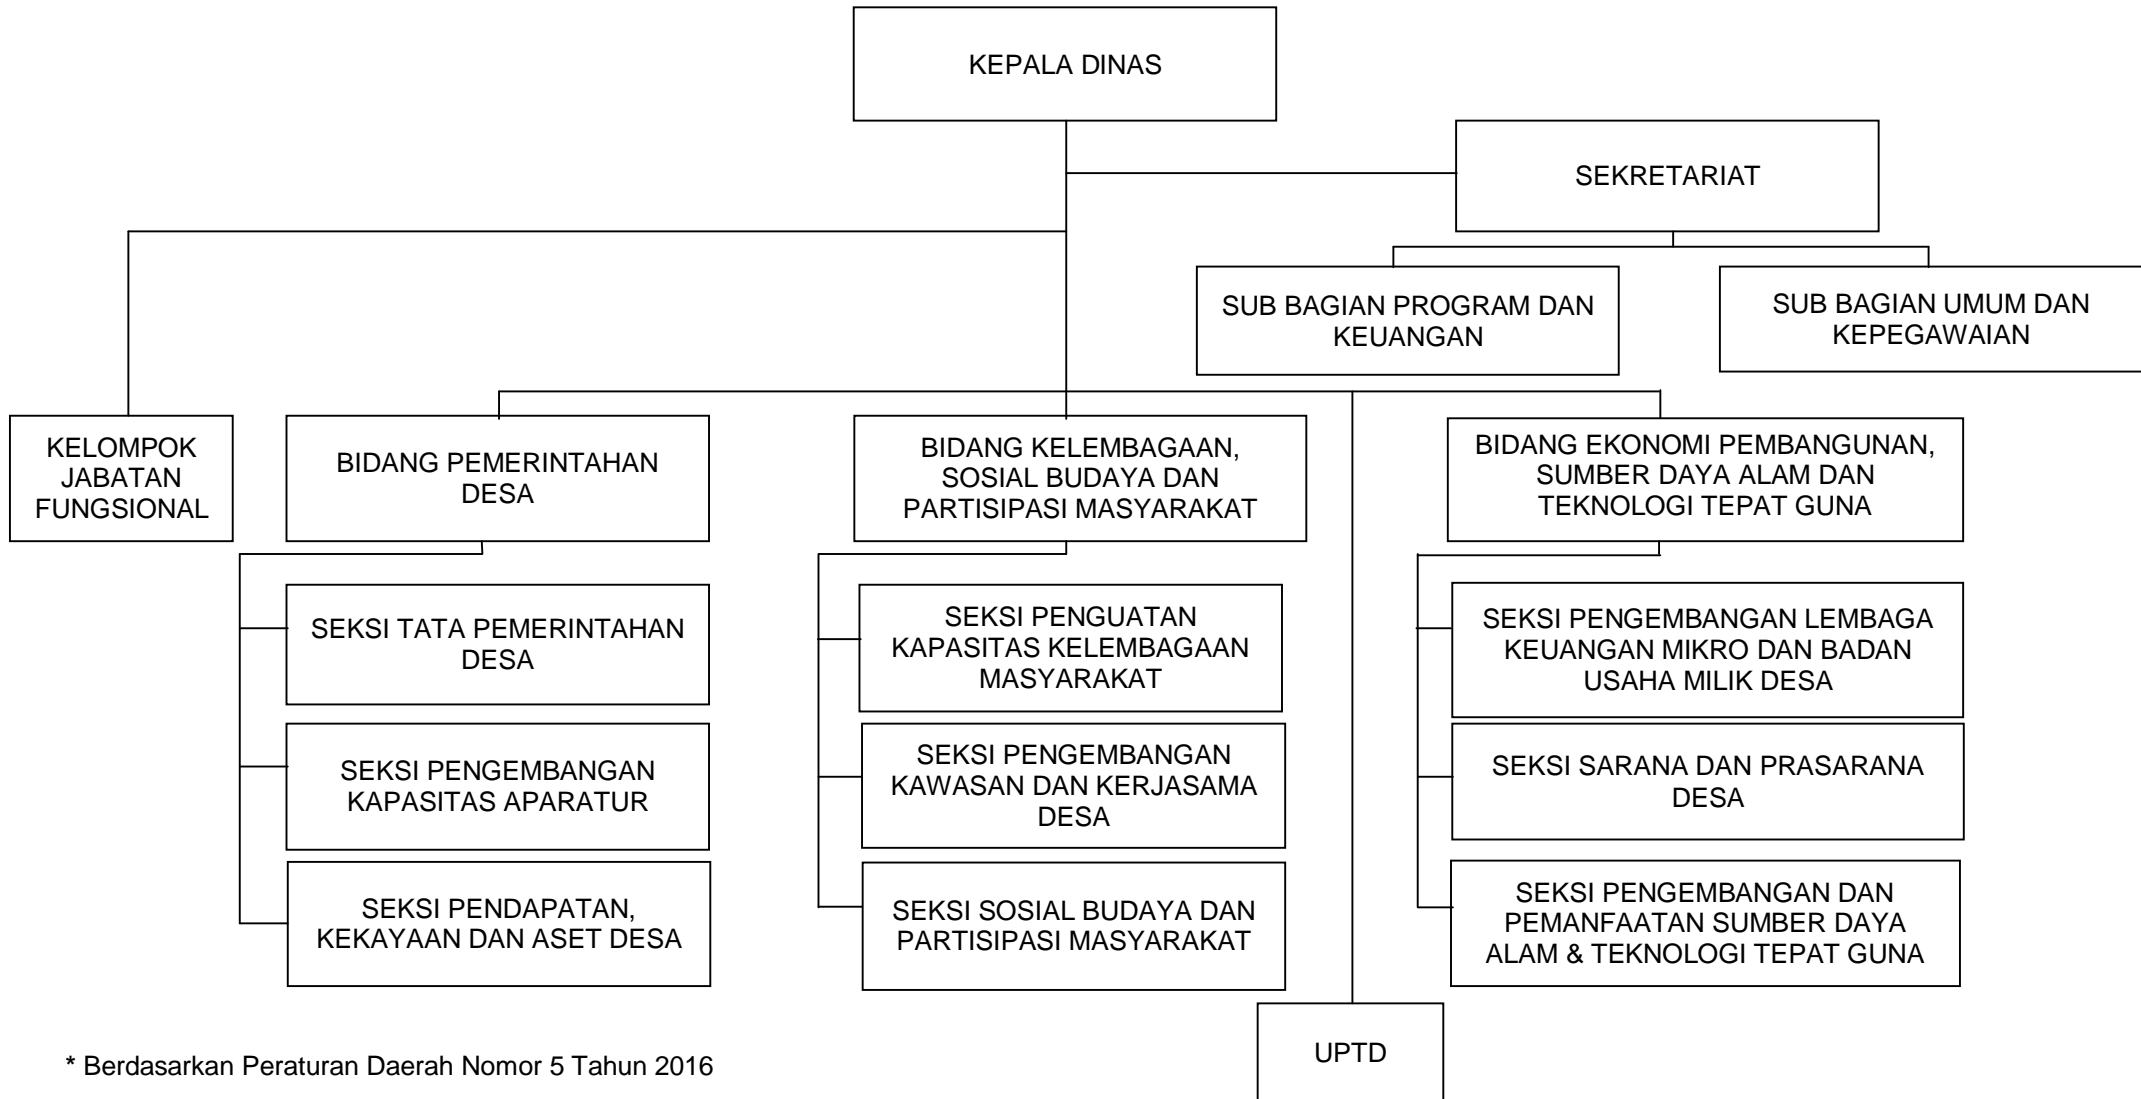 KEPALA DINAS
SEKRETARIAT
SUB BAGIAN PROGRAM DAN
KEUANGAN
SUB BAGIAN UMUM DAN
KEPEGAWAIAN
KELOMPOK
JABATAN
FUNGSIONAL
BIDANG PEMERINTAHAN
DESA
BIDANG KELEMBAGAAN,
SOSIAL BUDAYA DAN
PARTISIPASI MASYARAKAT
BIDANG EKONOMI PEMBANGUNAN,
SUMBER DAYA ALAM DAN
TEKNOLOGI TEPAT GUNA
SEKSI TATA PEMERINTAHAN
DESA
SEKSI PENGEMBANGAN
KAPASITAS APARATUR
SEKSI PENDAPATAN,
KEKAYAAN DAN ASET DESA
SEKSI PENGUATAN
KAPASITAS KELEMBAGAAN
MASYARAKAT
SEKSI PENGEMBANGAN
KAWASAN DAN KERJASAMA
DESA
SEKSI SOSIAL BUDAYA DAN
PARTISIPASI MASYARAKAT
SEKSI PENGEMBANGAN LEMBAGA
KEUANGAN MIKRO DAN BADAN
USAHA MILIK DESA
SEKSI SARANA DAN PRASARANA
DESA
SEKSI PENGEMBANGAN DAN
PEMANFAATAN SUMBER DAYA
ALAM & TEKNOLOGI TEPAT GUNA
UPTD
* Berdasarkan Peraturan Daerah Nomor 5 Tahun 2016